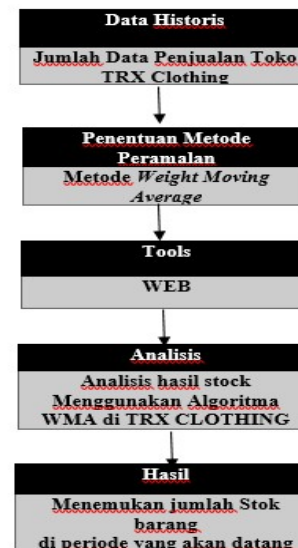 Data Historis
Jumlah Data Penjualan Toko
TRX Clothing
Penentuan Metode
Peramalan
Metode Weight Moving
Average
Tools
WEB
Analisis
Analisis hasil stock
Menggunakan Algoritma
WMA di TRX CLOTHING
Hasil
Menemukan jumlah Stok
barang
di periode yang akan datang